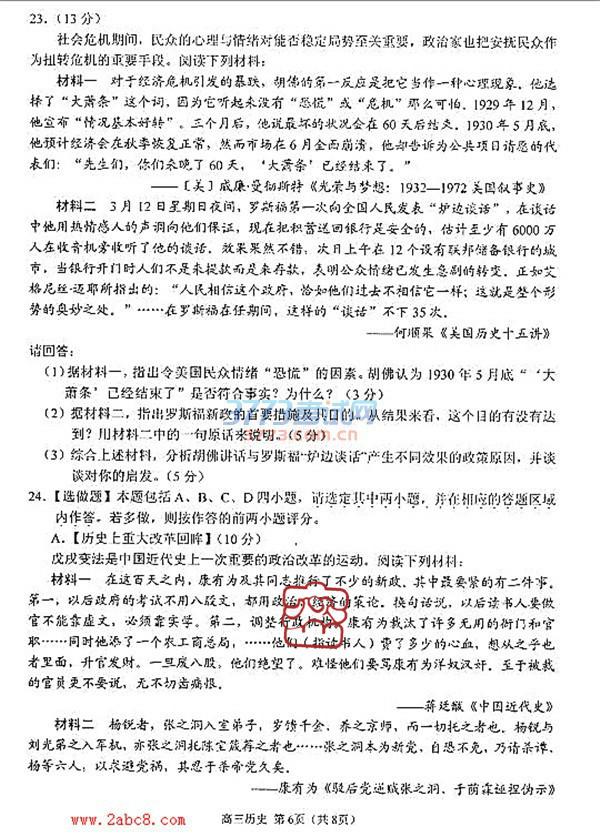 23.(13分)
社会危机期间，民众的心理与情绪对能否稳定局势至关重要，政治家也把安抚民众作
为扭转危机的重要手段。阅读下列材料：
材料一　对于经济危机引发的暴跌，胡佛的第一反应是把它当作一种心理现象。他选
择了“大萧条”这个词，因为它听起来没有“恐慌”或“危机”那么可怕。1929年12月，
他宣布“情况基本好转”。三个月后，他说最坏的状况会在60天后结束。1930年5月底，
他预计经济会在秋季恢复正常，然而市场在6月全面崩溃，他却告诉为公共项目请愿的代
表们：“先生们，你们来晚了60天，‘大萧条’已经结束了。”
——〔美〕威廉·曼彻斯特《光荣与梦想：1932—1972美国叙事史》
材料二　3月12日星期日夜间，罗斯福第一次向全国人民发表“炉边谈话”，在谈话
中他用热情感人的声调向他们保证，现在把积蓄送回银行是安全的，估计至少有6000万
人在收音机旁收听了他的谈话。效果果然不错，次日上午在12个设有联邦储备银行的城
市，当银行开门时人们不是来提款而是来存款，表明公众情绪已发生急剧的转变。正如艾
格尼丝·迈耶所指出的：“人民相信这个政府，恰如他们过去不相信它一样；这就是整个形
势的奥妙之处。”……在罗斯福在任期间，这样的“谈话”不下35次。
——何顺果《美国历史十五讲》
请回答：
(1)据材料一，指出令美国民众情绪“恐慌”的因素。胡佛认为1930年5月底“‘大
萧条’已经结束了”是否符合事实？为什么？(3分)
(2)据材料二，指出罗斯福新政的首要措施及其目的。从结果来看，这个目的有没有达
到？用材料二中的一句原话来说明。(5分)
(3)综合上述材料，分析胡佛讲话与罗斯福“炉边谈话”产生不同效果的政策原因，并谈
谈对你的启发。(5分)
24.【选做题】本题包括A、B、C、D四小题，请选定其中两小题，并在相应的答题区域
内作答。若多做，则按作答的前两小题评分。
A.【历史上重大改革回眸】(10分)
戊戌变法是中国近代史上一次重要的政治改革的运动。阅读下列材料：
材料一　在这百天之内，康有为及其同志推行了不少的新政。其中最要紧的有二件事。
第一，以后政府的考试不用八股文，都用政治、经济的策论。换句话说，以后读书人要做
官不能靠虚文，必须靠实学。第二，调整行政机构。康有为裁汰了许多无用的衙门和官
职……同时他添了一个农工商总局，……他们(指读书人)费了多少的心血，想从之乎也
者里面，升官发财。一旦废八股，他们绝望了。难怪他们要骂康有为洋奴汉奸。至于被裁
的官员更不要说，无不切齿痛恨。
——蒋廷黻《中国近代史》
材料二　杨锐者，张之洞入室弟子，岁馈千金，养之京师，而一切托之者也。杨锐与
刘光第之入军机，亦张之洞托陈宝箴荐之者也……张之洞本为新党，自恐不免，乃请杀谭、
杨等六人，以求避党祸，其忍于杀帝党久矣。
——康有为《驳后党逆贼张之洞、于荫霖诬捏伪示》
高三历史 第6页(共8页)
www.2abc8.com